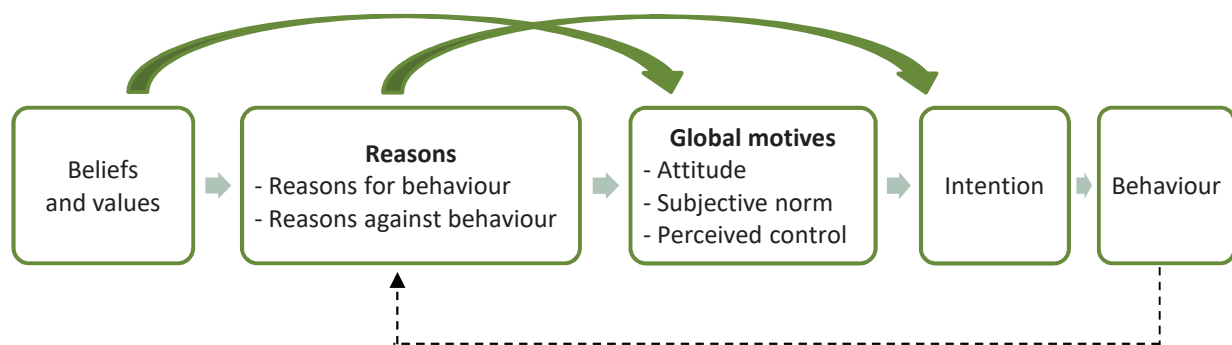 Beliefs
and values
Reasons
- Reasons for behaviour
- Reasons against behaviour
Global motives
- Attitude
- Subjective norm
- Perceived control
Intention
Behaviour